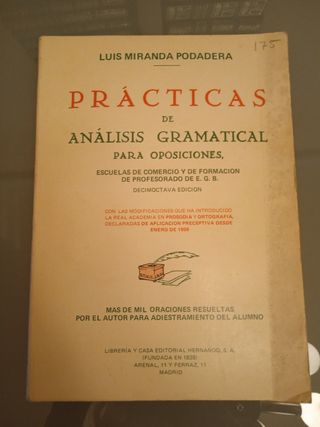 175
LUIS MIRANDA PODADERA
PRÁCTICAS
DE
ANÁLISIS GRAMATICAL
PARA OPOSICIONES,
ESCUELAS DE COMERCIO Y DE FORMACION
DE PROFESORADO DE E. G. B.
DECIMOCTAVA EDICION
CON LAS MODIFICACIONES QUE HA INTRODUCIDO
LA REAL ACADEMIA EN PROSODIA Y ORTOGRAFIA,
DECLARADAS DE APLICACION PRECEPTIVA DESDE
ENERO DE 1959
MAS DE MIL ORACIONES RESUELTAS
POR EL AUTOR PARA ADIESTRAMIENTO DEL ALUMNO
LIBRERIA Y CASA EDITORIAL HERNANDO, S. A.
(FUNDADA EN 1828)
ARENAL, 11 Y FERRAZ, 11
MADRID